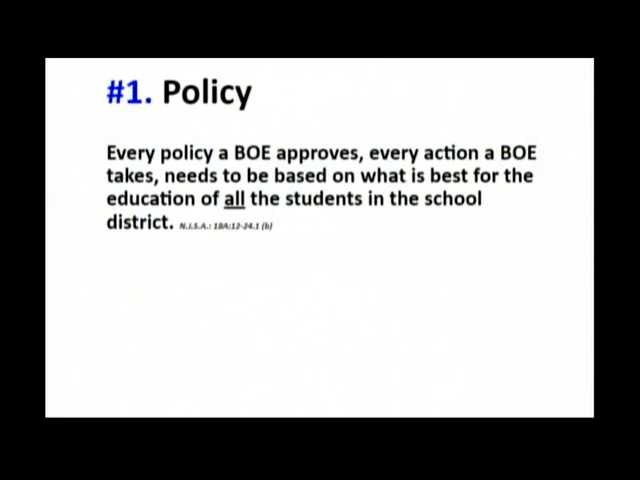 #1. Policy
Every policy a BOE approves, every action a BOE
takes, needs to be based on what is best for the
education of all the students in the school
district. N.J.S.A.: 18A:12-24.1 (b)